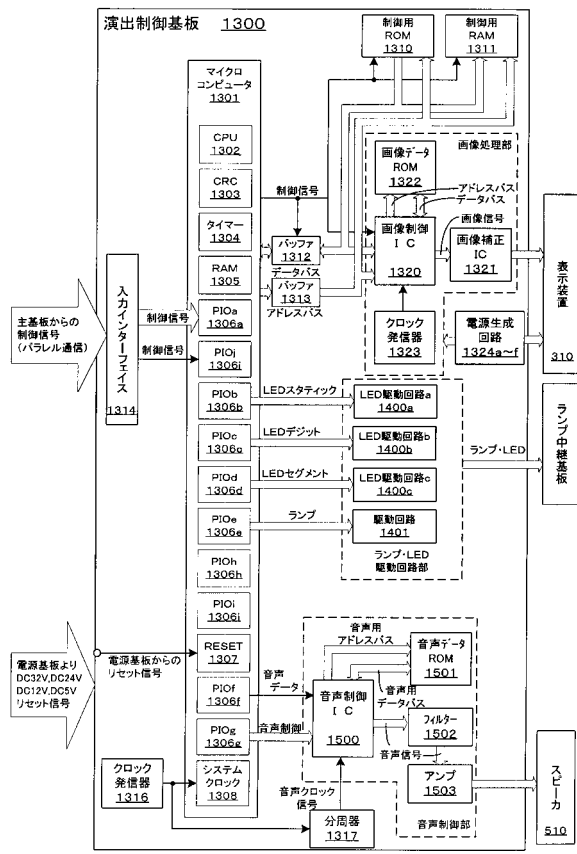 演出制御基板 1300
制御用
ROM
1310
制御用
RAM
1311
マイクロ
コンピュータ
1301
CPU
1302
CRC
1303
タイマー
1304
RAM
1305
PIOa
1306a
PIOj
1306j
PIOb
1306b
PIOc
1306c
PIOd
1306d
PIOe
1306e
PIOh
1306h
PIOi
1306i
RESET
1307
PIOf
1306f
PIOg
1306g
システム
クロック
1308
制御信号
バッファ
1312
データバス
バッファ
1313
アドレスバス
画像処理部
画像データ
ROM
1322
アドレスバス
データバス
画像制御
IC
1320
画像信号
画像補正
IC
1321
クロック
発信器
1323
電源生成
回路
1324a~f
表示装置
310
主基板からの
制御信号
(パラレル通信)
入力インターフェイス
1314
制御信号
制御信号
LEDスタティック
LED駆動回路a
1400a
LEDデジット
LED駆動回路b
1400b
LEDセグメント
LED駆動回路c
1400c
ランプ
駆動回路
1401
ランプ・LED
駆動回路部
ランプ・LED
ランプ中継基板
電源基板より
DC32V,DC24V
DC12V,DC5V
リセット信号
電源基板からの
リセット信号
音声
データ
音声制御
音声用
アドレスバス
音声データ
ROM
1501
音声用
データバス
音声制御
IC
1500
フィルター
1502
音声信号
アンプ
1503
音声制御部
スピーカ
510
クロック
発信器
1316
音声クロック
信号
分周器
1317